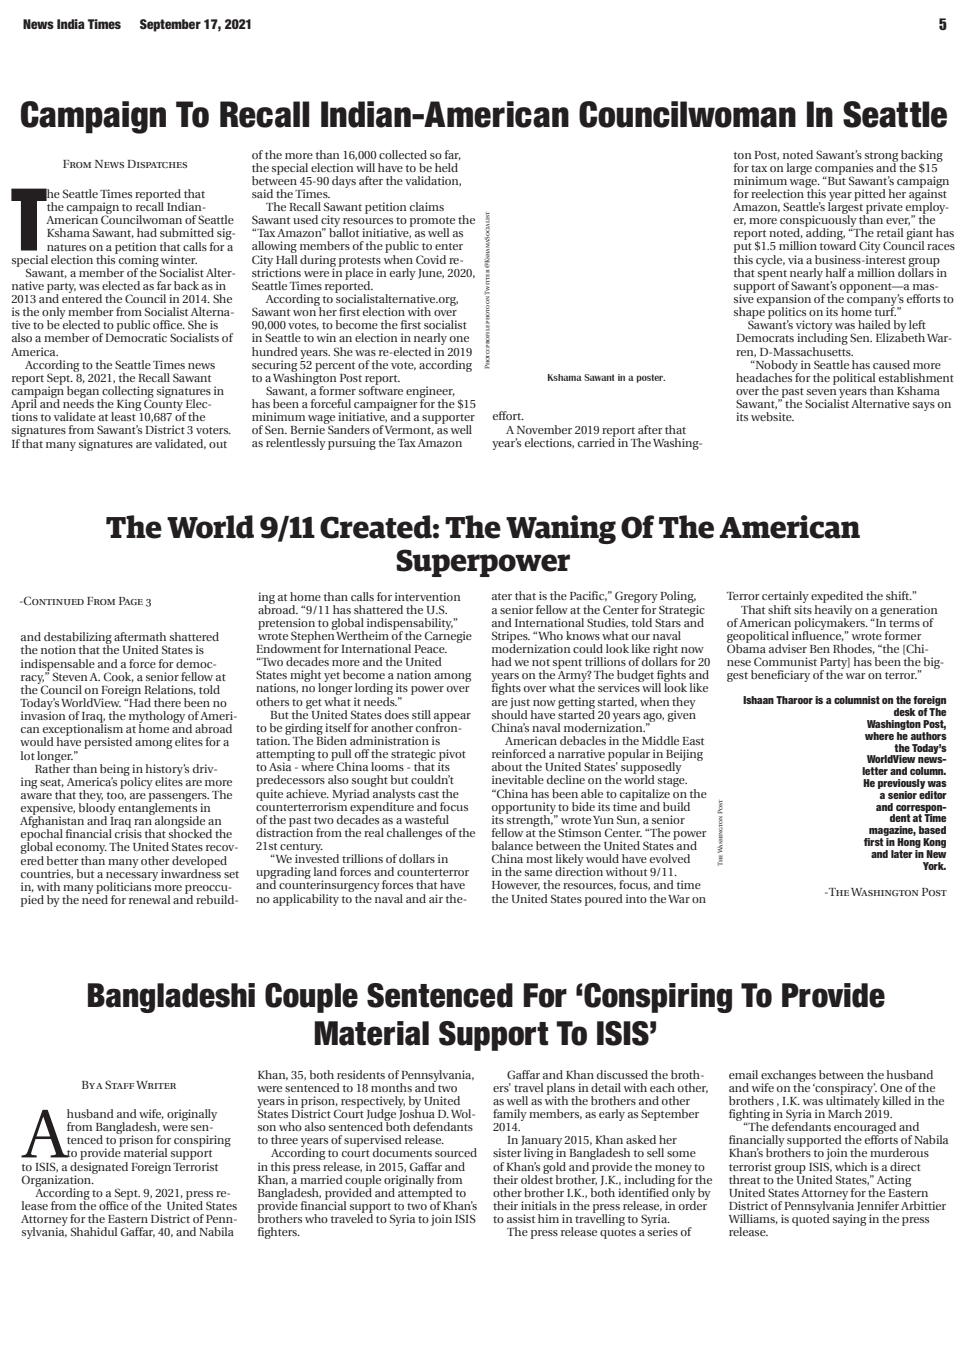 News India Times September 17, 2021 5
Campaign To Recall Indian-American Councilwoman In Seattle
From News Dispatches
The Seattle Times reported that
the campaign to recall Indian-
American Councilwoman of Seattle
Kshama Sawant, had submitted sig-
natures on a petition that calls for a
special election this coming winter.
Sawant, a member of the Socialist Alter-
native party, was elected as far back as in
2013 and entered the Council in 2014. She
is the only member from Socialist Alterna-
tive to be elected to public office. She is
also a member of Democratic Socialists of
America.
According to the Seattle Times news
report Sept. 8, 2021, the Recall Sawant
campaign began collecting signatures in
April and needs the King County Elec-
tions to validate at least 10,687 of the
signatures from Sawant's District 3 voters.
If that many signatures are validated, out
of the more than 16,000 collected so far,
the special election will have to be held
between 45-90 days after the validation,
said the Times.
The Recall Sawant petition claims
Sawant used city resources to promote the
“Tax Amazon” ballot initiative, as well as
allowing members of the public to enter
City Hall during protests when Covid re-
strictions were in place in early June, 2020,
Seattle Times reported.
According to socialistalternative.org,
Sawant won her first election with over
90,000 votes, to become the first socialist
in Seattle to win an election in nearly one
hundred years. She was re-elected in 2019
securing 52 percent of the vote, according
to a Washington Post report.
Sawant, a former software engineer,
has been a forceful campaigner for the $15
minimum wage initiative, and a supporter
of Sen. Bernie Sanders of Vermont, as well
as relentlessly pursuing the Tax Amazon
Photo: profile photo on Twitter @KshamaSocialist
Kshama Sawant in a poster.
effort.
A November 2019 report after that
year's elections, carried in The Washing-
ton Post, noted Sawant's strong backing
for tax on large companies and the $15
minimum wage. “But Sawant's campaign
for reelection this year pitted her against
Amazon, Seattle's largest private employ-
er, more conspicuously than ever,” the
report noted, adding, “The retail giant has
put $1.5 million toward City Council races
this cycle, via a business-interest group
that spent nearly half a million dollars in
support of Sawant's opponent—a mas-
sive expansion of the company's efforts to
shape politics on its home turf.”
Sawant's victory was hailed by left
Democrats including Sen. Elizabeth War-
ren, D-Massachusetts.
“Nobody in Seattle has caused more
headaches for the political establishment
over the past seven years than Kshama
Sawant,” the Socialist Alternative says on
its website.
The World 9/11 Created: The Waning Of The American
Superpower
-Continued From Page 3
and destabilizing aftermath shattered
the notion that the United States is
indispensable and a force for democ-
racy,” Steven A. Cook, a senior fellow at
the Council on Foreign Relations, told
Today's WorldView. “Had there been no
invasion of Iraq, the mythology of Ameri-
can exceptionalism at home and abroad
would have persisted among elites for a
lot longer.”
Rather than being in history's driv-
ing seat, America's policy elites are more
aware that they, too, are passengers. The
expensive, bloody entanglements in
Afghanistan and Iraq ran alongside an
epochal financial crisis that shocked the
global economy. The United States recov-
ered better than many other developed
countries, but a necessary inwardness set
in, with many politicians more preoccu-
pied by the need for renewal and rebuild-
ing at home than calls for intervention
abroad. “9/11 has shattered the U.S.
pretension to global indispensability,”
wrote Stephen Wertheim of the Carnegie
Endowment for International Peace.
“Two decades more and the United
States might yet become a nation among
nations, no longer lording its power over
others to get what it needs.”
But the United States does still appear
to be girding itself for another confron-
tation. The Biden administration is
attempting to pull off the strategic pivot
to Asia - where China looms - that its
predecessors also sought but couldn't
quite achieve. Myriad analysts cast the
counterterrorism expenditure and focus
of the past two decades as a wasteful
distraction from the real challenges of the
21st century.
“We invested trillions of dollars in
upgrading land forces and counterterror
and counterinsurgency forces that have
no applicability to the naval and air the-
ater that is the Pacific,” Gregory Poling,
a senior fellow at the Center for Strategic
and International Studies, told Stars and
Stripes. “Who knows what our naval
modernization could look like right now
had we not spent trillions of dollars for 20
years on the Army? The budget fights and
fights over what the services will look like
are just now getting started, when they
should have started 20 years ago, given
China's naval modernization.”
American debacles in the Middle East
reinforced a narrative popular in Beijing
about the United States' supposedly
inevitable decline on the world stage.
“China has been able to capitalize on the
opportunity to bide its time and build
its strength,” wrote Yun Sun, a senior
fellow at the Stimson Center. “The power
balance between the United States and
China most likely would have evolved
in the same direction without 9/11.
However, the resources, focus, and time
the United States poured into the War on
Terror certainly expedited the shift.”
That shift sits heavily on a generation
of American policymakers. “In terms of
geopolitical influence,” wrote former
Obama adviser Ben Rhodes, “the [Chi-
nese Communist Party] has been the big-
gest beneficiary of the war on terror.”
Ishaan Tharoor is a columnist on the foreign
desk of The
Washington Post,
where he authors
the Today's
WorldView news-
letter and column.
He previously was
a senior editor
and correspon-
dent at Time
magazine, based
first in Hong Kong
and later in New
York.
The Washington Post
-The Washington Post
Bangladeshi Couple Sentenced For ‘Conspiring To Provide
Material Support To ISIS’
By a Staff Writer
A husband and wife, originally
from Bangladesh, were sen-
tenced to prison for conspiring
to provide material support
to ISIS, a designated Foreign Terrorist
Organization.
According to a Sept. 9, 2021, press re-
lease from the office of the United States
Attorney for the Eastern District of Penn-
sylvania, Shahidul Gaffar, 40, and Nabila
Khan, 35, both residents of Pennsylvania,
were sentenced to 18 months and two
years in prison, respectively, by United
States District Court Judge Joshua D. Wol-
son who also sentenced both defendants
to three years of supervised release.
According to court documents sourced
in this press release, in 2015, Gaffar and
Khan, a married couple originally from
Bangladesh, provided and attempted to
provide financial support to two of Khan's
brothers who traveled to Syria to join ISIS
fighters.
Gaffar and Khan discussed the broth-
ers' travel plans in detail with each other,
as well as with the brothers and other
family members, as early as September
2014.
In January 2015, Khan asked her
sister living in Bangladesh to sell some
of Khan's gold and provide the money to
their oldest brother, J.K., including for the
other brother I.K., both identified only by
their initials in the press release, in order
to assist him in travelling to Syria.
The press release quotes a series of
email exchanges between the husband
and wife on the ‘conspiracy’. One of the
brothers , I.K. was ultimately killed in the
fighting in Syria in March 2019.
“The defendants encouraged and
financially supported the efforts of Nabila
Khan's brothers to join the murderous
terrorist group ISIS, which is a direct
threat to the United States,” Acting
United States Attorney for the Eastern
District of Pennsylvania Jennifer Arbittier
Williams, is quoted saying in the press
release.